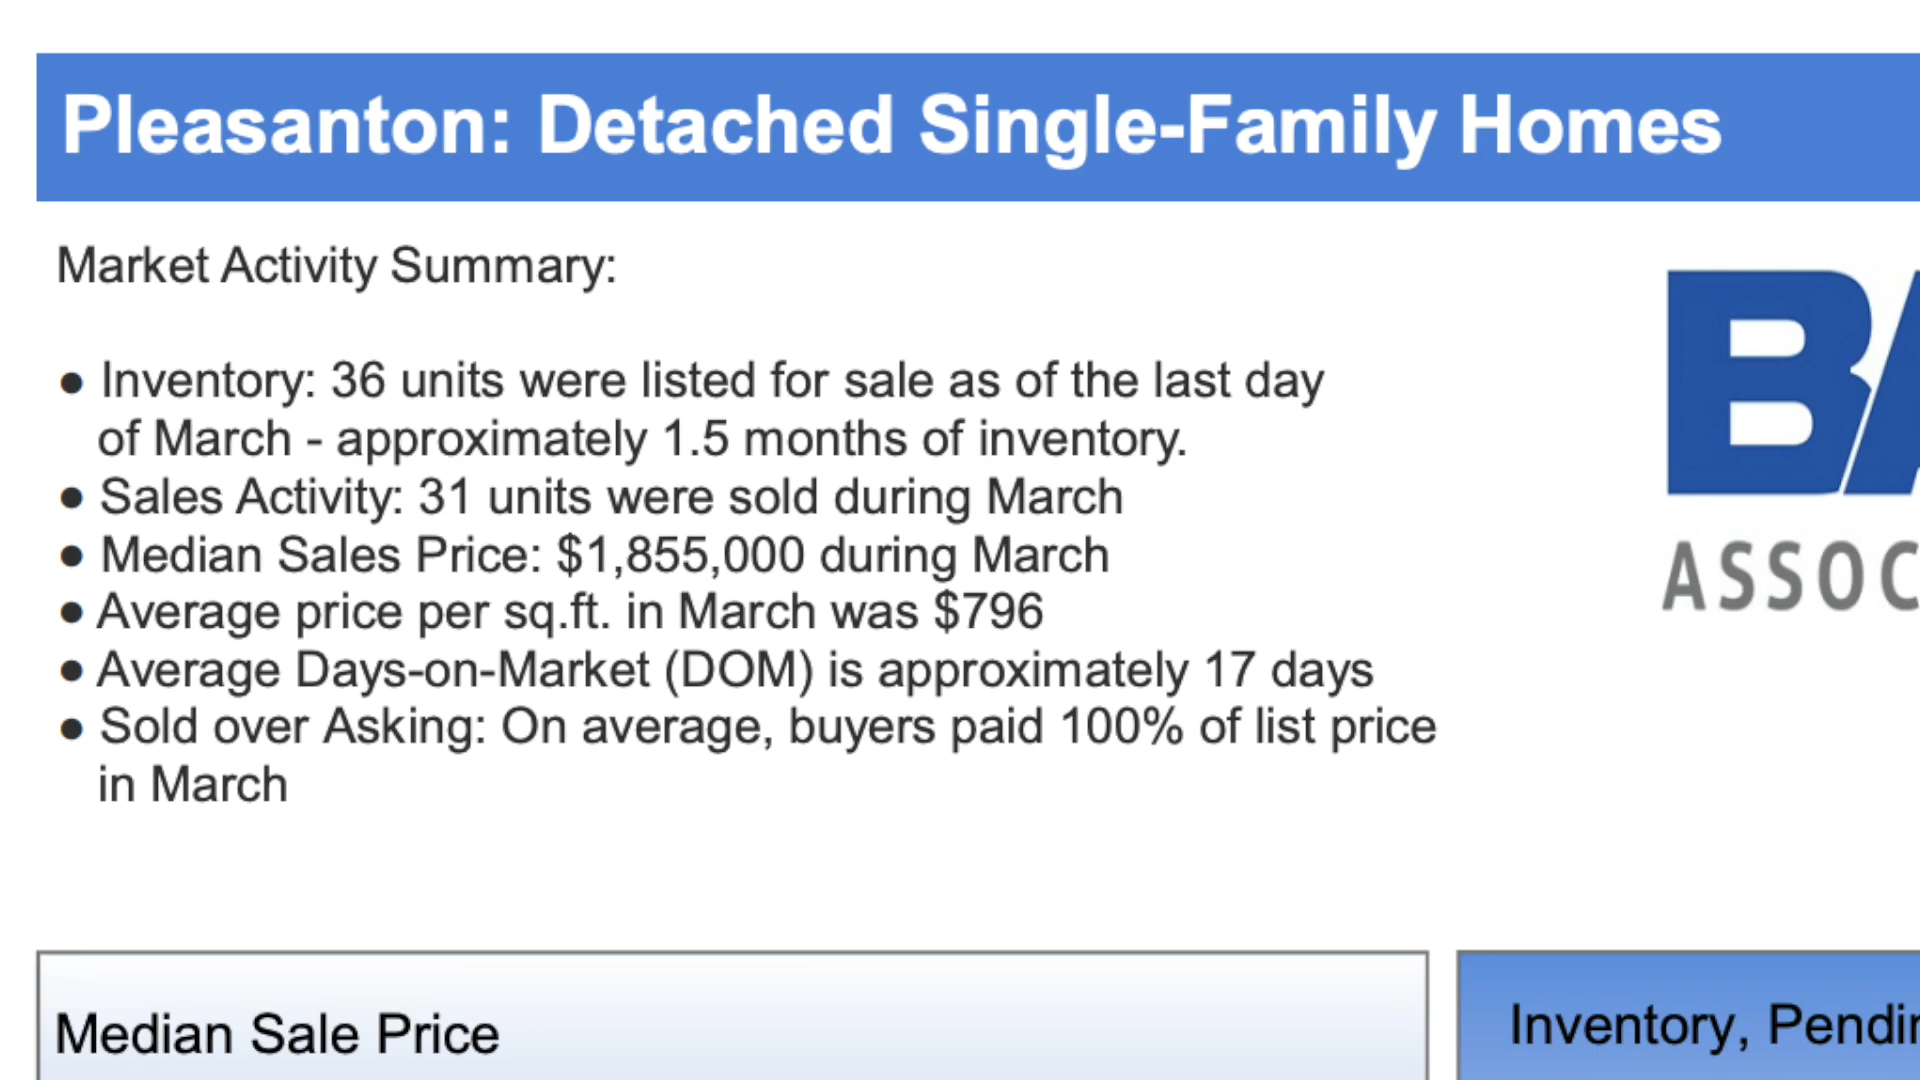 Pleasanton: Detached Single-Family Homes
Market Activity Summary:
● Inventory: 36 units were listed for sale as of the last day
of March - approximately 1.5 months of inventory.
● Sales Activity: 31 units were sold during March
● Median Sales Price: $1,855,000 during March
● Average price per sq.ft. in March was $796
● Average Days-on-Market (DOM) is approximately 17 days
● Sold over Asking: On average, buyers paid 100% of list price
in March
Median Sale Price
Inventory,